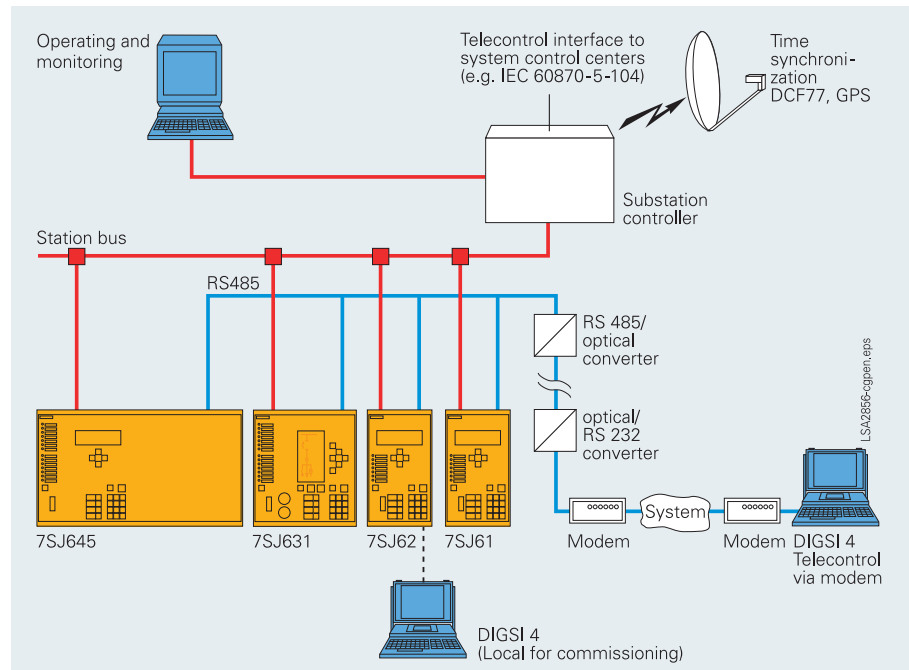 Operating and
monitoring
Telecontrol interface to
system control centers
(e.g. IEC 60870-5-104)
Time
synchroni-
zation
DCF77, GPS
Substation
controller
Station bus
RS485
RS 485/
optical
converter
optical/
RS 232
converter
LSA2856-cgpen.eps
7SJ645
7SJ631
7SJ62
7SJ61
Modem
System
Modem
DIGSI 4
Telecontrol
via modem
DIGSI 4
(Local for commissioning)